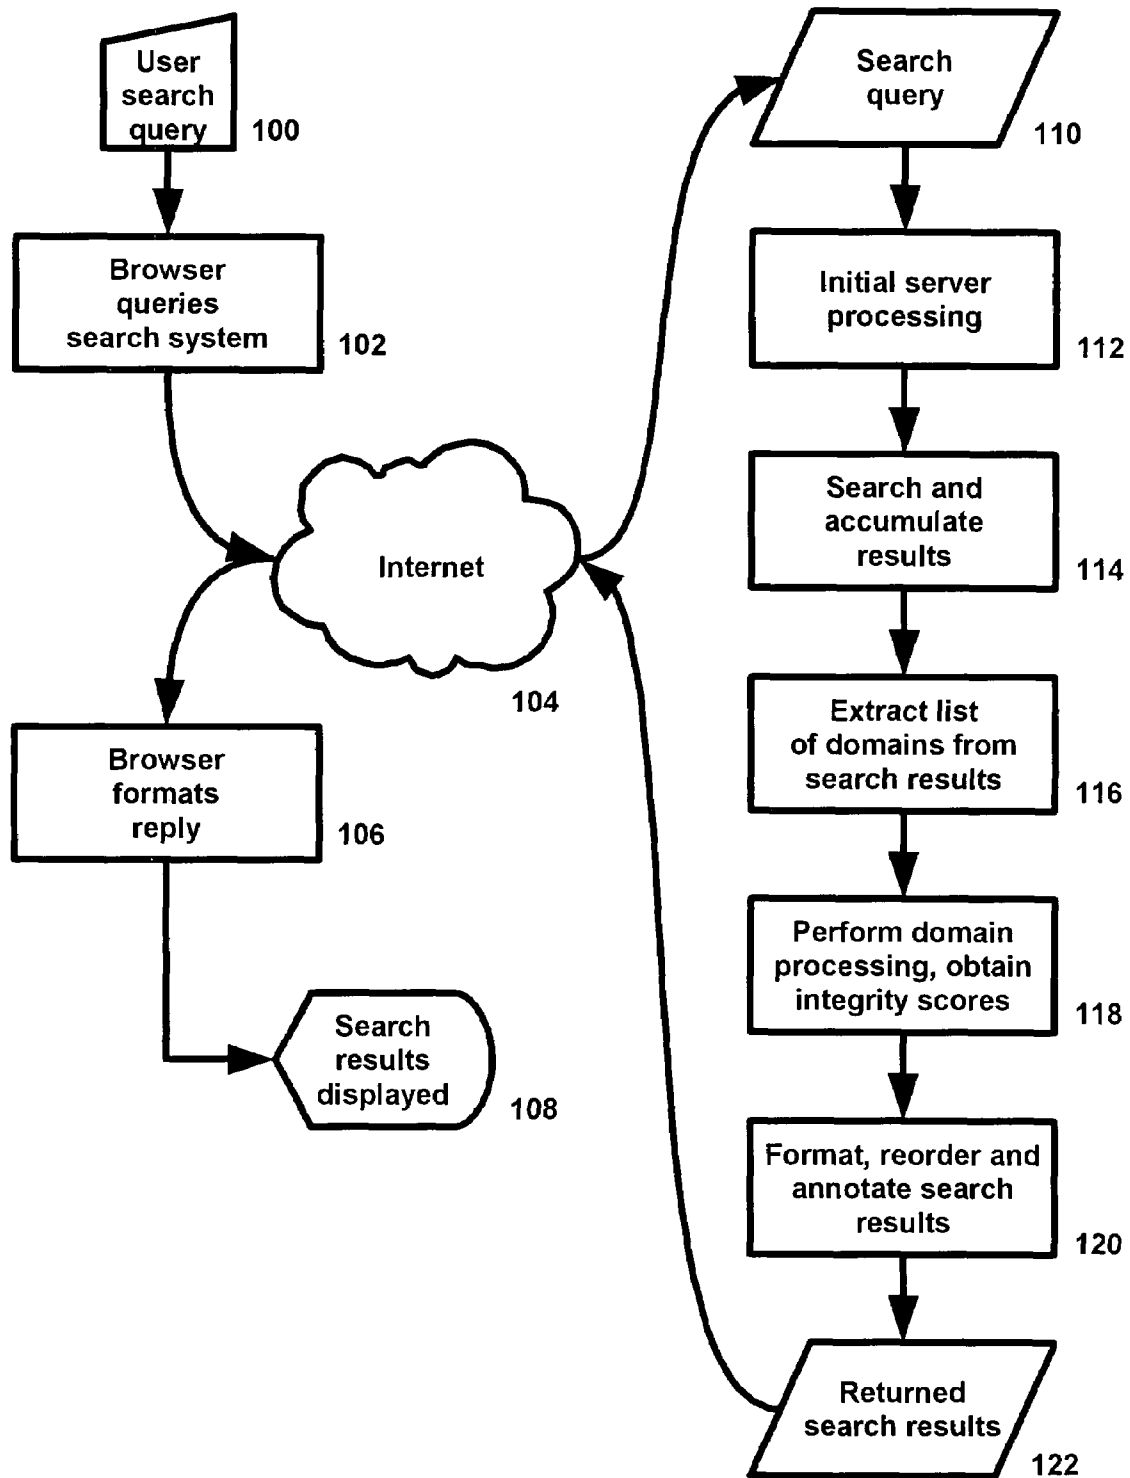 User
search
query
100
Browser
queries
search system
102
Internet
104
Browser
formats
reply
106
Search
results
displayed
108
Search
query
110
Initial server
processing
112
Search and
accumulate
results
114
Extract list
of domains from
search results
116
Perform domain
processing, obtain
integrity scores
118
Format, reorder and
annotate search
results
120
Returned
search results
122